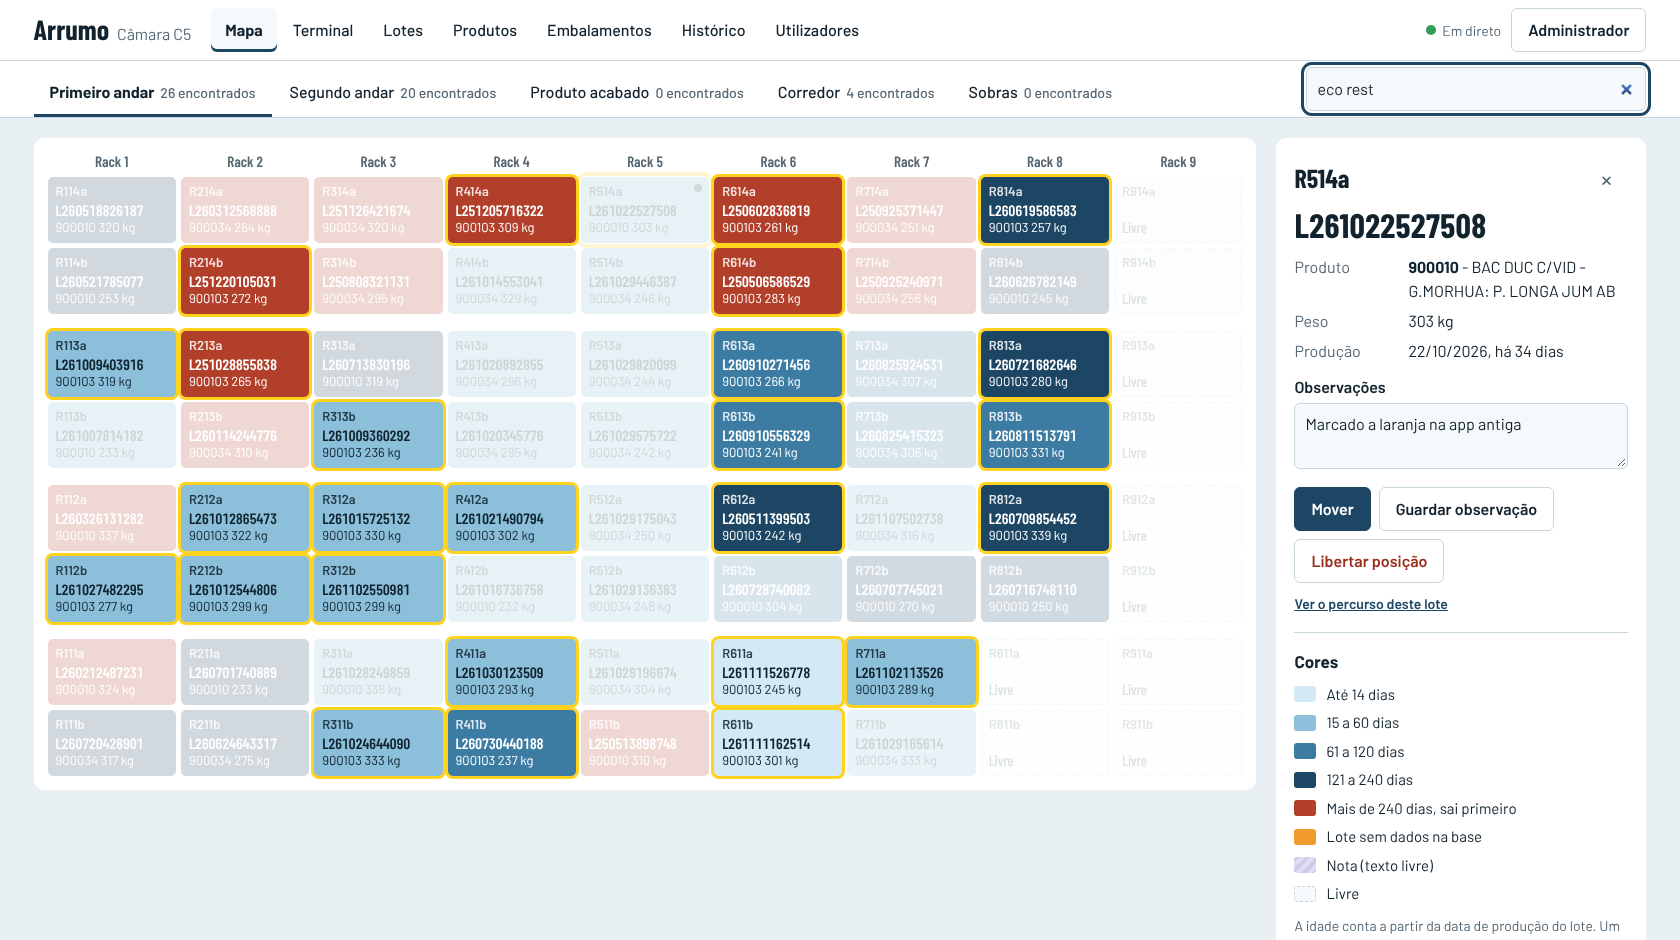 Arrumo Câmara C5 Mapa Terminal Lotes Produtos Embalamentos Histórico Utilizadores Em direto Administrador
Primeiro andar 26 encontrados Segundo andar 20 encontrados Produto acabado 0 encontrados Corredor 4 encontrados Sobras 0 encontrados eco rest ×
Rack 1 Rack 2 Rack 3 Rack 4 Rack 5 Rack 6 Rack 7 Rack 8 Rack 9
R114a R214a R314a R414a R514a R614a R714a R814a R914a
L260518826187 L260312568888 L251126421674 L251205716322 L261022527508 L250602836819 L250925371447 L260619586583 Livre
900010 320 kg 900034 264 kg 900034 320 kg 900103 309 kg 900010 303 kg 900103 261 kg 900034 251 kg 900103 257 kg
R114b R214b R314b R414b R514b R614b R714b R814b R914b
L260521785077 L251220105031 L250808321131 L261014553041 L261029446387 L250506586529 L250925240971 L260626782149 Livre
900010 253 kg 900103 272 kg 900034 295 kg 900034 329 kg 900034 246 kg 900103 283 kg 900034 256 kg 900010 245 kg
R113a R213a R313a R413a R513a R613a R713a R813a R913a
L261009403916 L251028855838 L260713830196 L261020892855 L261029820099 L260910271456 L260825924531 L260721682646 Livre
900103 319 kg 900103 265 kg 900010 319 kg 900034 296 kg 900034 244 kg 900103 266 kg 900034 307 kg 900103 280 kg
R113b R213b R313b R413b R513b R613b R713b R813b R913b
L261007814182 L260114244776 L261009360292 L261020345776 L261029575722 L260910556329 L260825415323 L260811513791 Livre
900010 233 kg 900034 310 kg 900103 236 kg 900034 295 kg 900034 242 kg 900103 241 kg 900034 306 kg 900103 331 kg
R112a R212a R312a R412a R512a R612a R712a R812a R912a
L260326131282 L261012865473 L261015725132 L261021490794 L261029175043 L260511399503 L261107502738 L260709854452 Livre
900010 337 kg 900103 322 kg 900103 330 kg 900103 302 kg 900034 250 kg 900103 242 kg 900034 316 kg 900103 339 kg
R112b R212b R312b R412b R512b R612b R712b R812b R912b
L261027482295 L261012544806 L261102550981 L261016736758 L261029136383 L260728740082 L260707745021 L260716748110 Livre
900103 277 kg 900103 299 kg 900103 299 kg 900010 232 kg 900034 248 kg 900010 304 kg 900010 270 kg 900010 250 kg
R111a R211a R311a R411a R511a R611a R711a R811a R911a
L260212487231 L260701740889 L261028249859 L261030123509 L261029196674 L261111526778 L261102113526 Livre Livre
900010 324 kg 900010 233 kg 900010 335 kg 900103 293 kg 900034 304 kg 900103 245 kg 900103 289 kg
R111b R211b R311b R411b R511b R611b R711b R811b R911b
L260720428901 L260624643317 L261024644090 L260730440188 L250513898748 L261111162514 L261029165614 Livre Livre
900034 317 kg 900034 275 kg 900103 333 kg 900103 237 kg 900010 310 kg 900103 301 kg 900034 333 kg
R514a ×
L261022527508
Produto 900010 - BAC DUC C/VID -
G.MORHUA: P. LONGA JUM AB
Peso 303 kg
Produção 22/10/2026, há 34 dias
Observações
Marcado a laranja na app antiga
Mover Guardar observação
Libertar posição
Ver o percurso deste lote
Cores
Até 14 dias
15 a 60 dias
61 a 120 dias
121 a 240 dias
Mais de 240 dias, sai primeiro
Lote sem dados na base
Nota (texto livre)
Livre
A idade conta a partir da data de produção do lote. Um